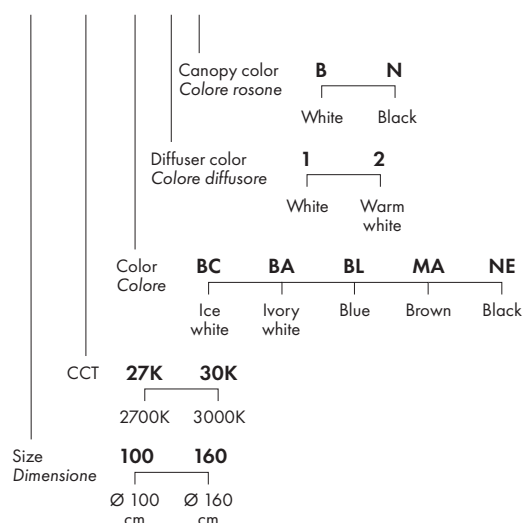 Canopy color B N
Colore rosone
White Black
Diffuser color 1 2
Colore diffusore
White Warm
white
Color BC BA BL MA NE
Colore
Ice Ivory Blue Brown Black
white white
CCT 27K 30K
2700K 3000K
Size 100 160
Dimensione
Ø 100 Ø 160
cm cm